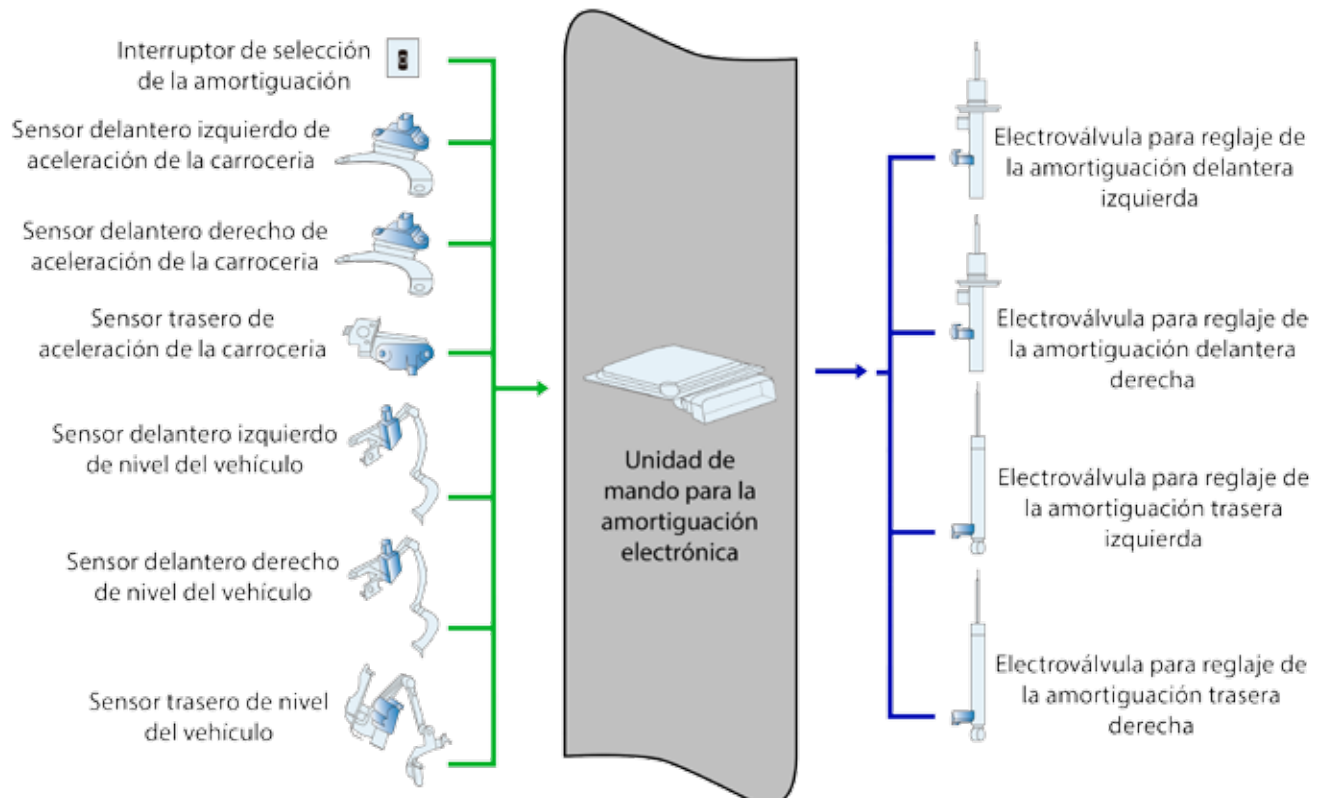 Interruptor de selección
de la amortiguación
Sensor delantero izquierdo de
aceleración de la carroceria
Sensor delantero derecho de
aceleración de la carroceria
Sensor trasero de
aceleración de la carroceria
Sensor delantero izquierdo
de nivel del vehículo
Sensor delantero derecho
de nivel del vehículo
Sensor trasero de nivel
del vehículo
Unidad de
mando para la
amortiguación
electrónica
Electroválvula para reglaje de
la amortiguación delantera
izquierda
Electroválvula para reglaje de
la amortiguación delantera
derecha
Electroválvula para reglaje de
la amortiguación trasera
izquierda
Electroválvula para reglaje de
la amortiguación trasera
derecha